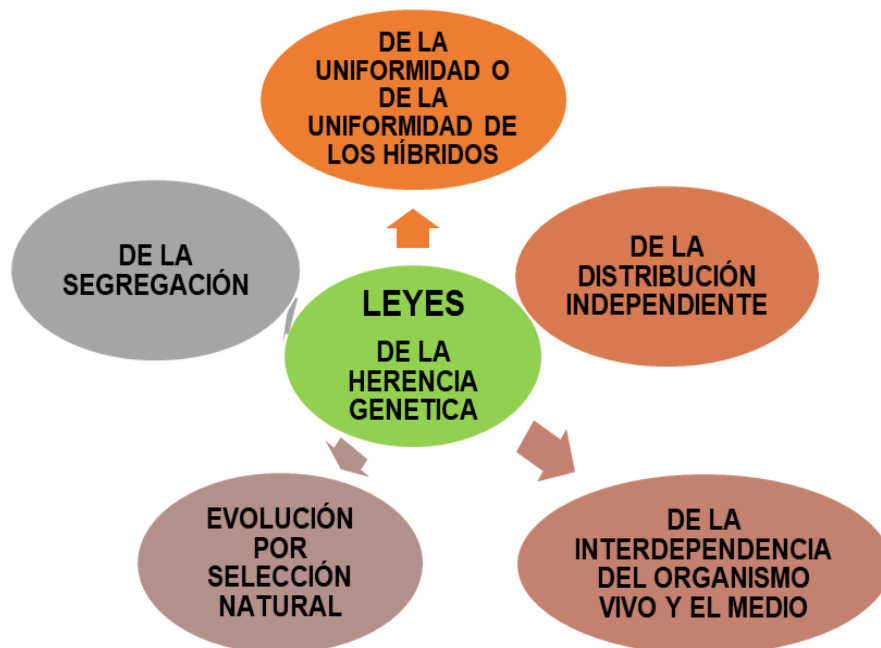 DE LA
UNIFORMIDAD O
DE LA
UNIFORMIDAD DE
LOS HÍBRIDOS
DE LA
SEGREGACIÓN
DE LA
DISTRIBUCIÓN
INDEPENDIENTE
LEYES
DE LA
HERENCIA
GENETICA
EVOLUCIÓN
POR
SELECCIÓN
NATURAL
DE LA
INTERDEPENDENCIA
DEL ORGANISMO
VIVO Y EL MEDIO